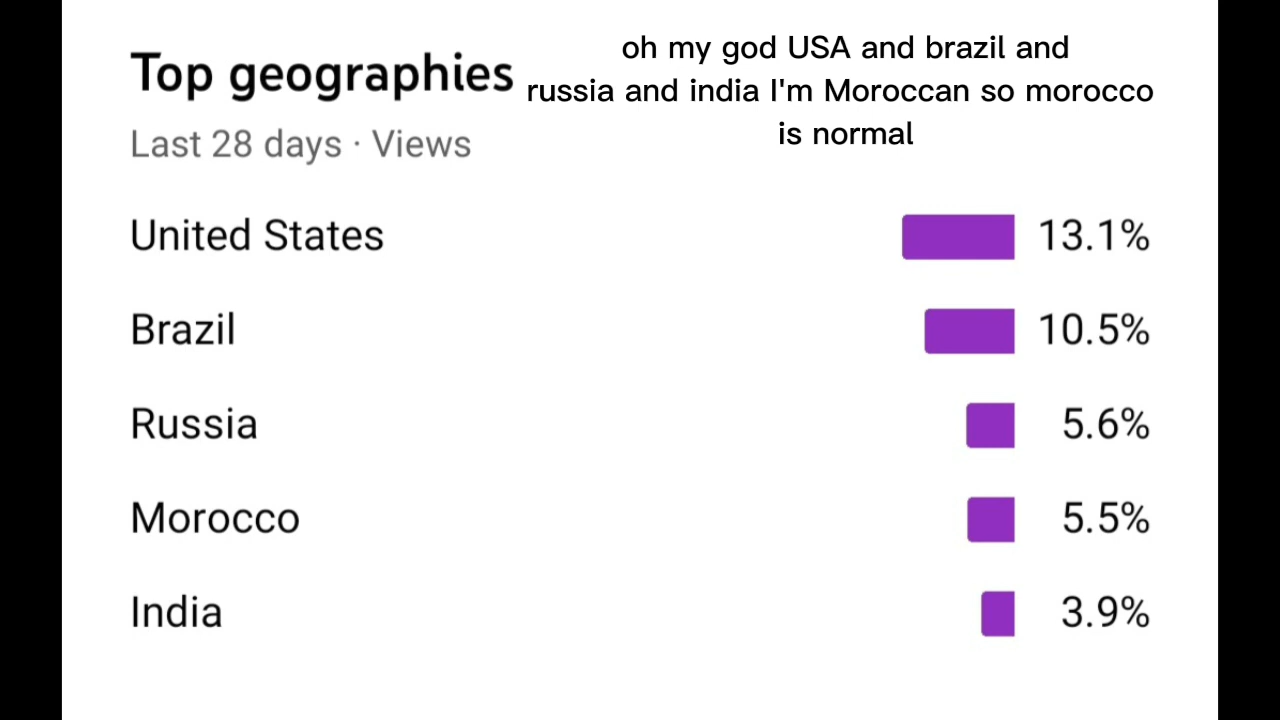 Top geographies
oh my god USA and brazil and
russia and india I'm Moroccan so morocco
is normal
Last 28 days · Views
United States 13.1%
Brazil 10.5%
Russia 5.6%
Morocco 5.5%
India 3.9%